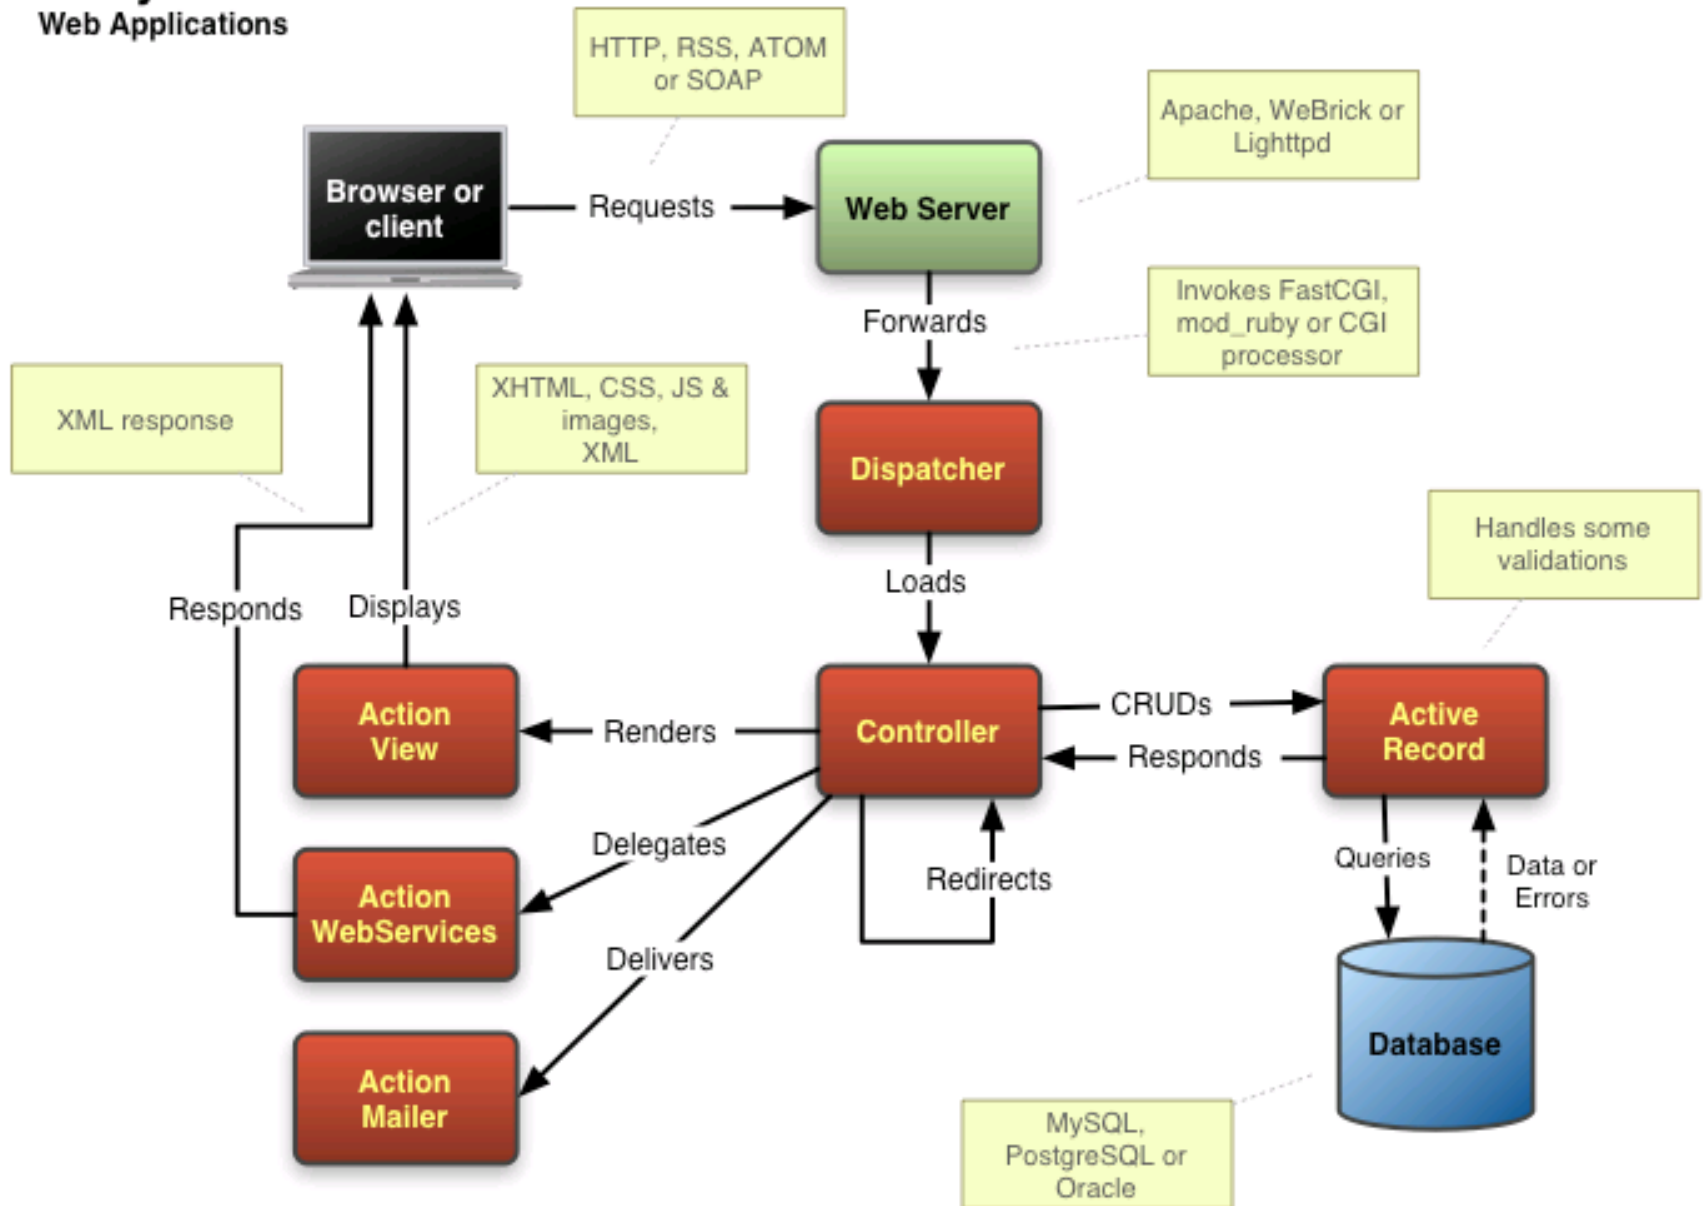 Web Applications
HTTP, RSS, ATOM
or SOAP
Apache, WeBrick or
Lighttpd
Browser or
client
Requests
Web Server
Invokes FastCGI,
mod_ruby or CGI
processor
Forwards
XML response
XHTML, CSS, JS &
images,
XML
Dispatcher
Handles some
validations
Loads
Responds
Displays
Action
View
Renders
Controller
CRUDs
Responds
Active
Record
Delegates
Redirects
Queries
Data or
Errors
Action
WebServices
Delivers
Database
Action
Mailer
MySQL,
PostgreSQL or
Oracle